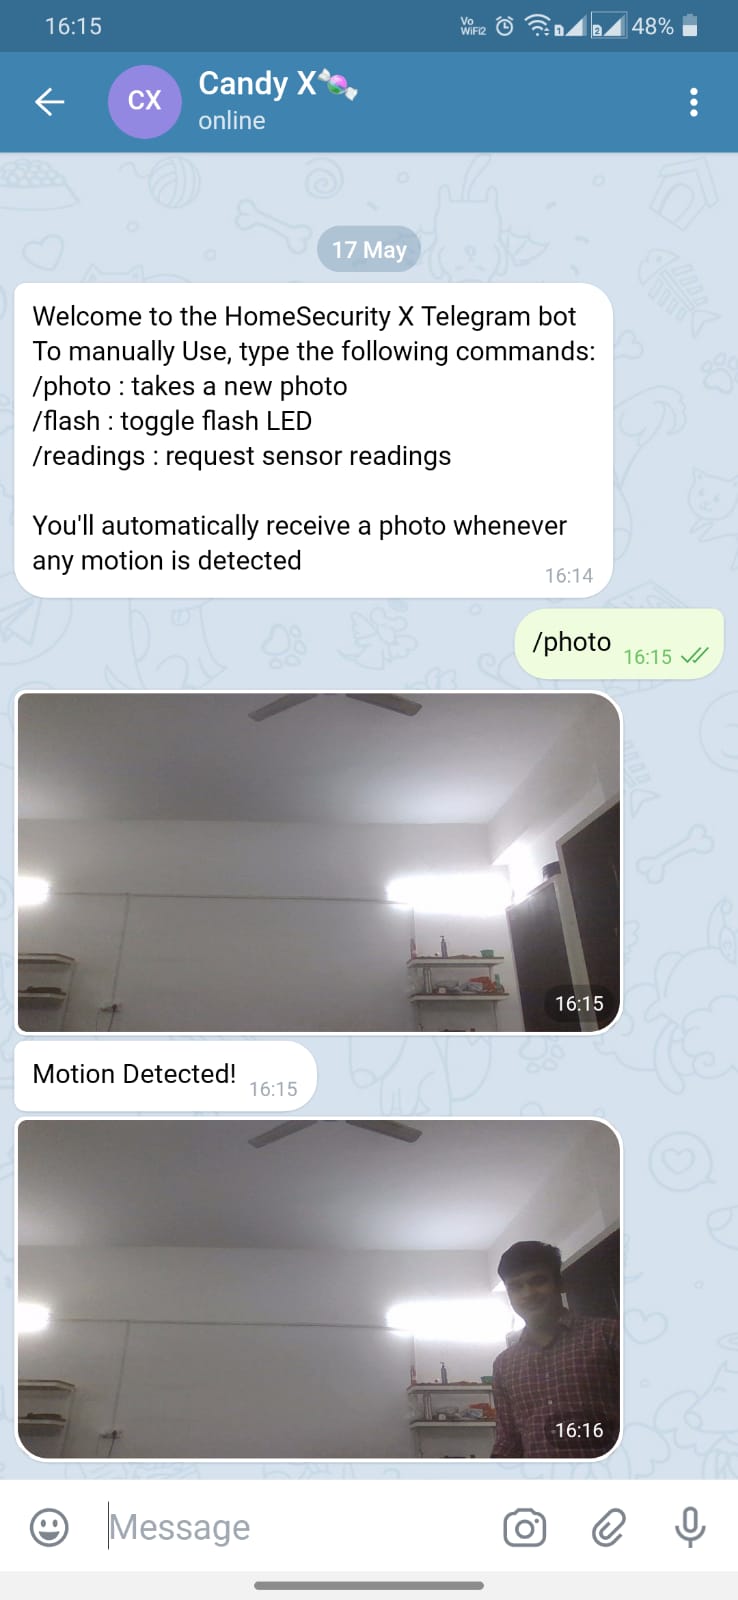 16:15
Vo
WiFi2
1
2
48%
CX
Candy X🍬
online
17 May
Welcome to the HomeSecurity X Telegram bot
To manually Use, type the following commands:
/photo : takes a new photo
/flash : toggle flash LED
/readings : request sensor readings
You'll automatically receive a photo whenever
any motion is detected
16:14
/photo
16:15
16:15
Motion Detected!
16:15
16:16
Message